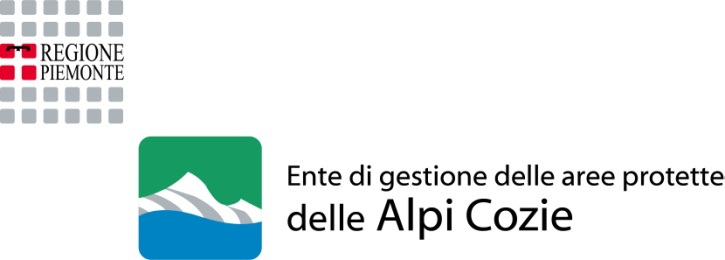 REGIONE
PIEMONTE
Ente di gestione delle aree protette
delle Alpi Cozie